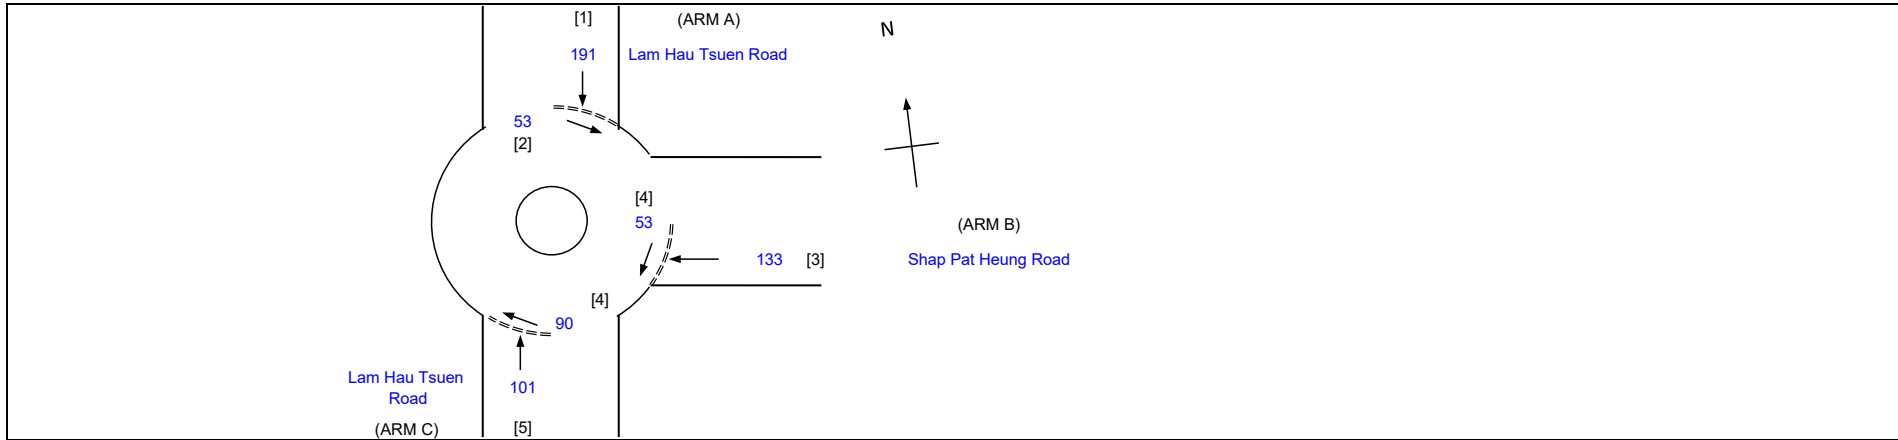 [1] (ARM A)
N
191 Lam Hau Tsuen Road
53
[2]
[4]
53
(ARM B)
133 [3] Shap Pat Heung Road
[4]
90
Lam Hau Tsuen
Road
101
(ARM C) [5]